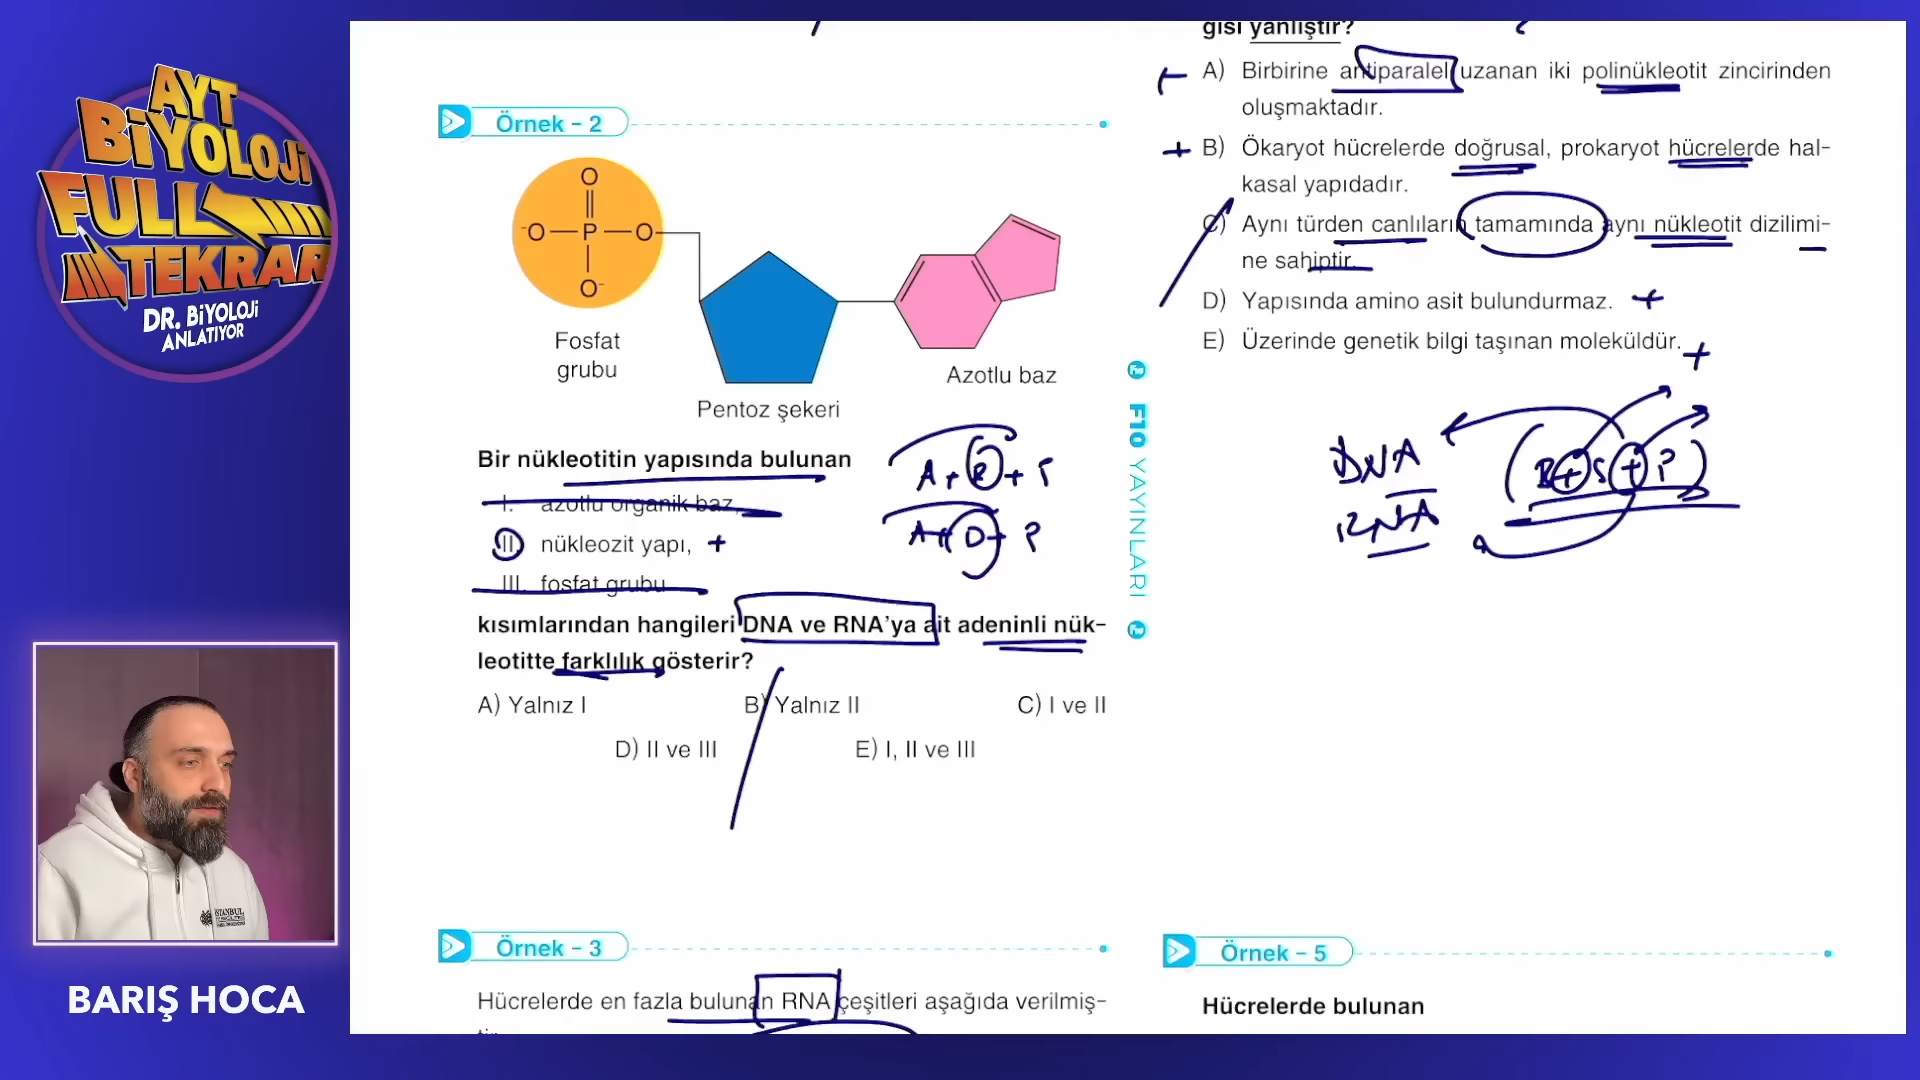 AYT
BİYOLOJİ
FULL
TEKRAR
DR. BİYOLOJİ
ANLATIYOR
BARIŞ HOCA
Örnek – 2
O
-O—P—O
O-
Fosfat
grubu
Pentoz şekeri
Azotlu baz
Bir nükleotitin yapısında bulunan
I. azotlu organik baz,
II. nükleozit yapı, +
III. fosfat grubu
A + R + P
A + D + P
kısımlarından hangileri DNA ve RNA'ya ait adeninli nük-
leotitte farklılık gösterir?
A) Yalnız I B) Yalnız II C) I ve II
D) II ve III E) I, II ve III
Örnek – 3
Hücrelerde en fazla bulunan RNA çeşitleri aşağıda verilmiş-
F10 YAYINLARI
gisi yanlıştır?
A) Birbirine antiparalel uzanan iki polinükleotit zincirinden
oluşmaktadır.
+ B) Ökaryot hücrelerde doğrusal, prokaryot hücrelerde hal-
kasal yapıdadır.
C) Aynı türden canlıların tamamında aynı nükleotit dizilimi-
ne sahiptir.
D) Yapısında amino asit bulundurmaz. +
E) Üzerinde genetik bilgi taşınan moleküldür. +
DNA
RNA
(B + S + P)
Örnek – 5
Hücrelerde bulunan